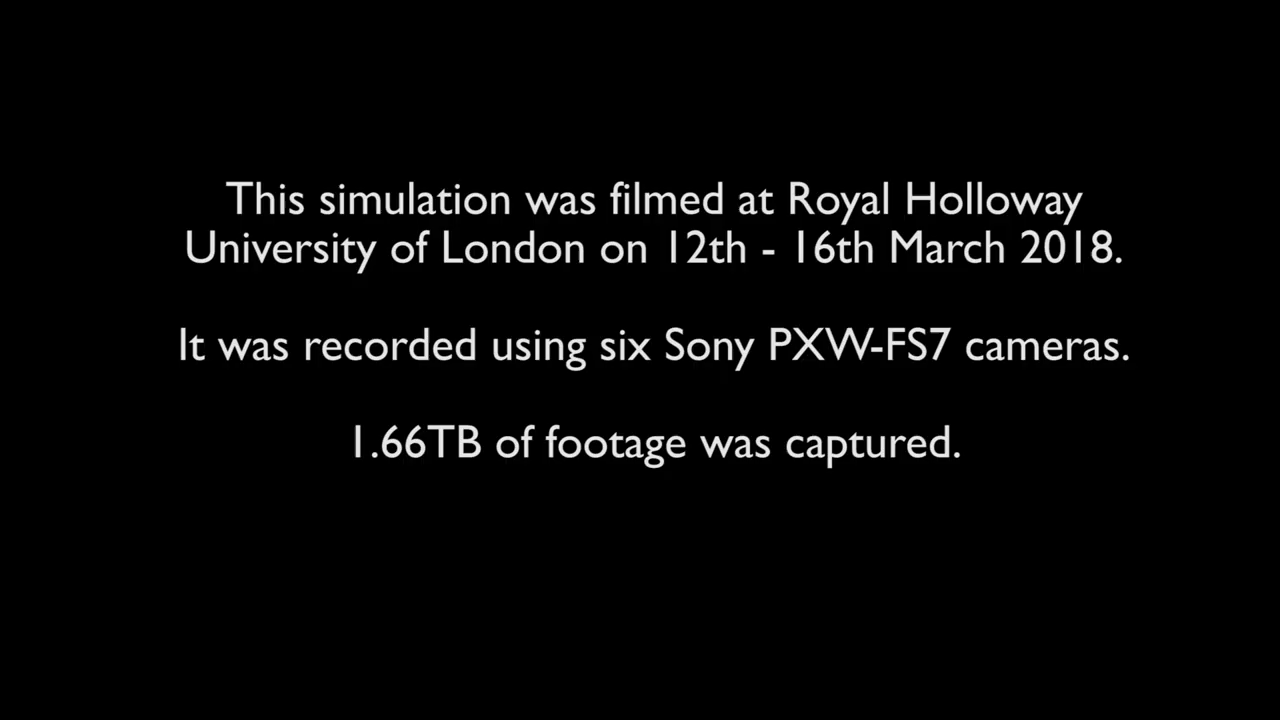 This simulation was filmed at Royal Holloway
University of London on 12th - 16th March 2018.
It was recorded using six Sony PXW-FS7 cameras.
1.66TB of footage was captured.